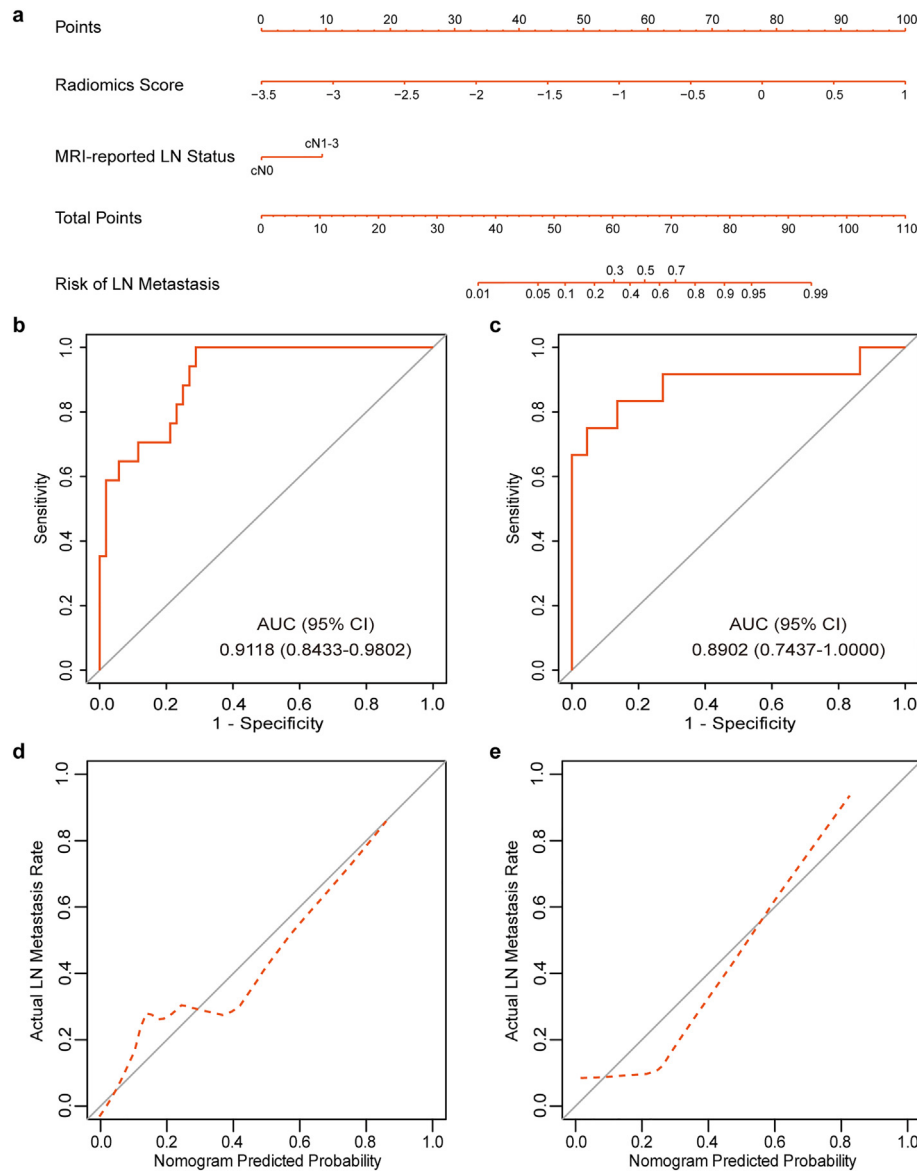 a
Points
0 10 20 30 40 50 60 70 80 90 100
Radiomics Score
−3.5 −3 −2.5 −2 −1.5 −1 −0.5 0 0.5 1
MRI-reported LN Status
cN1-3
cN0
Total Points
0 10 20 30 40 50 60 70 80 90 100 110
Risk of LN Metastasis
0.3 0.5 0.7
0.01 0.05 0.1 0.2 0.4 0.6 0.8 0.9 0.95 0.99
b
Sensitivity
0.0 0.2 0.4 0.6 0.8 1.0
AUC (95% CI)
0.9118 (0.8433-0.9802)
0.0 0.2 0.4 0.6 0.8 1.0
1 - Specificity
c
Sensitivity
0.0 0.2 0.4 0.6 0.8 1.0
AUC (95% CI)
0.8902 (0.7437-1.0000)
0.0 0.2 0.4 0.6 0.8 1.0
1 - Specificity
d
Actual LN Metastasis Rate
0.0 0.2 0.4 0.6 0.8 1.0
0.0 0.2 0.4 0.6 0.8 1.0
Nomogram Predicted Probability
e
Actual LN Metastasis Rate
0.0 0.2 0.4 0.6 0.8 1.0
0.0 0.2 0.4 0.6 0.8 1.0
Nomogram Predicted Probability